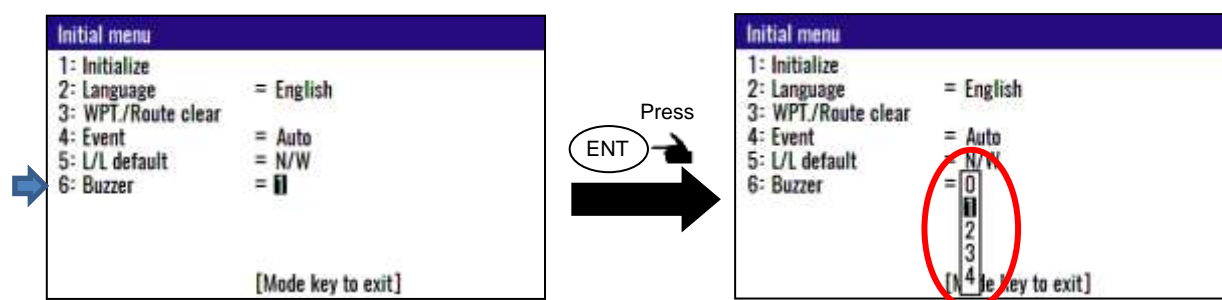 Initial menu
1: Initialize
2: Language = English
3: WPT./Route clear
4: Event = Auto
5: L/L default = N/W
6: Buzzer = 1
[Mode key to exit]
Press
ENT
Initial menu
1: Initialize
2: Language = English
3: WPT./Route clear
4: Event = Auto
5: L/L default = N/W
6: Buzzer = 0
1
2
3
4
key to exit]